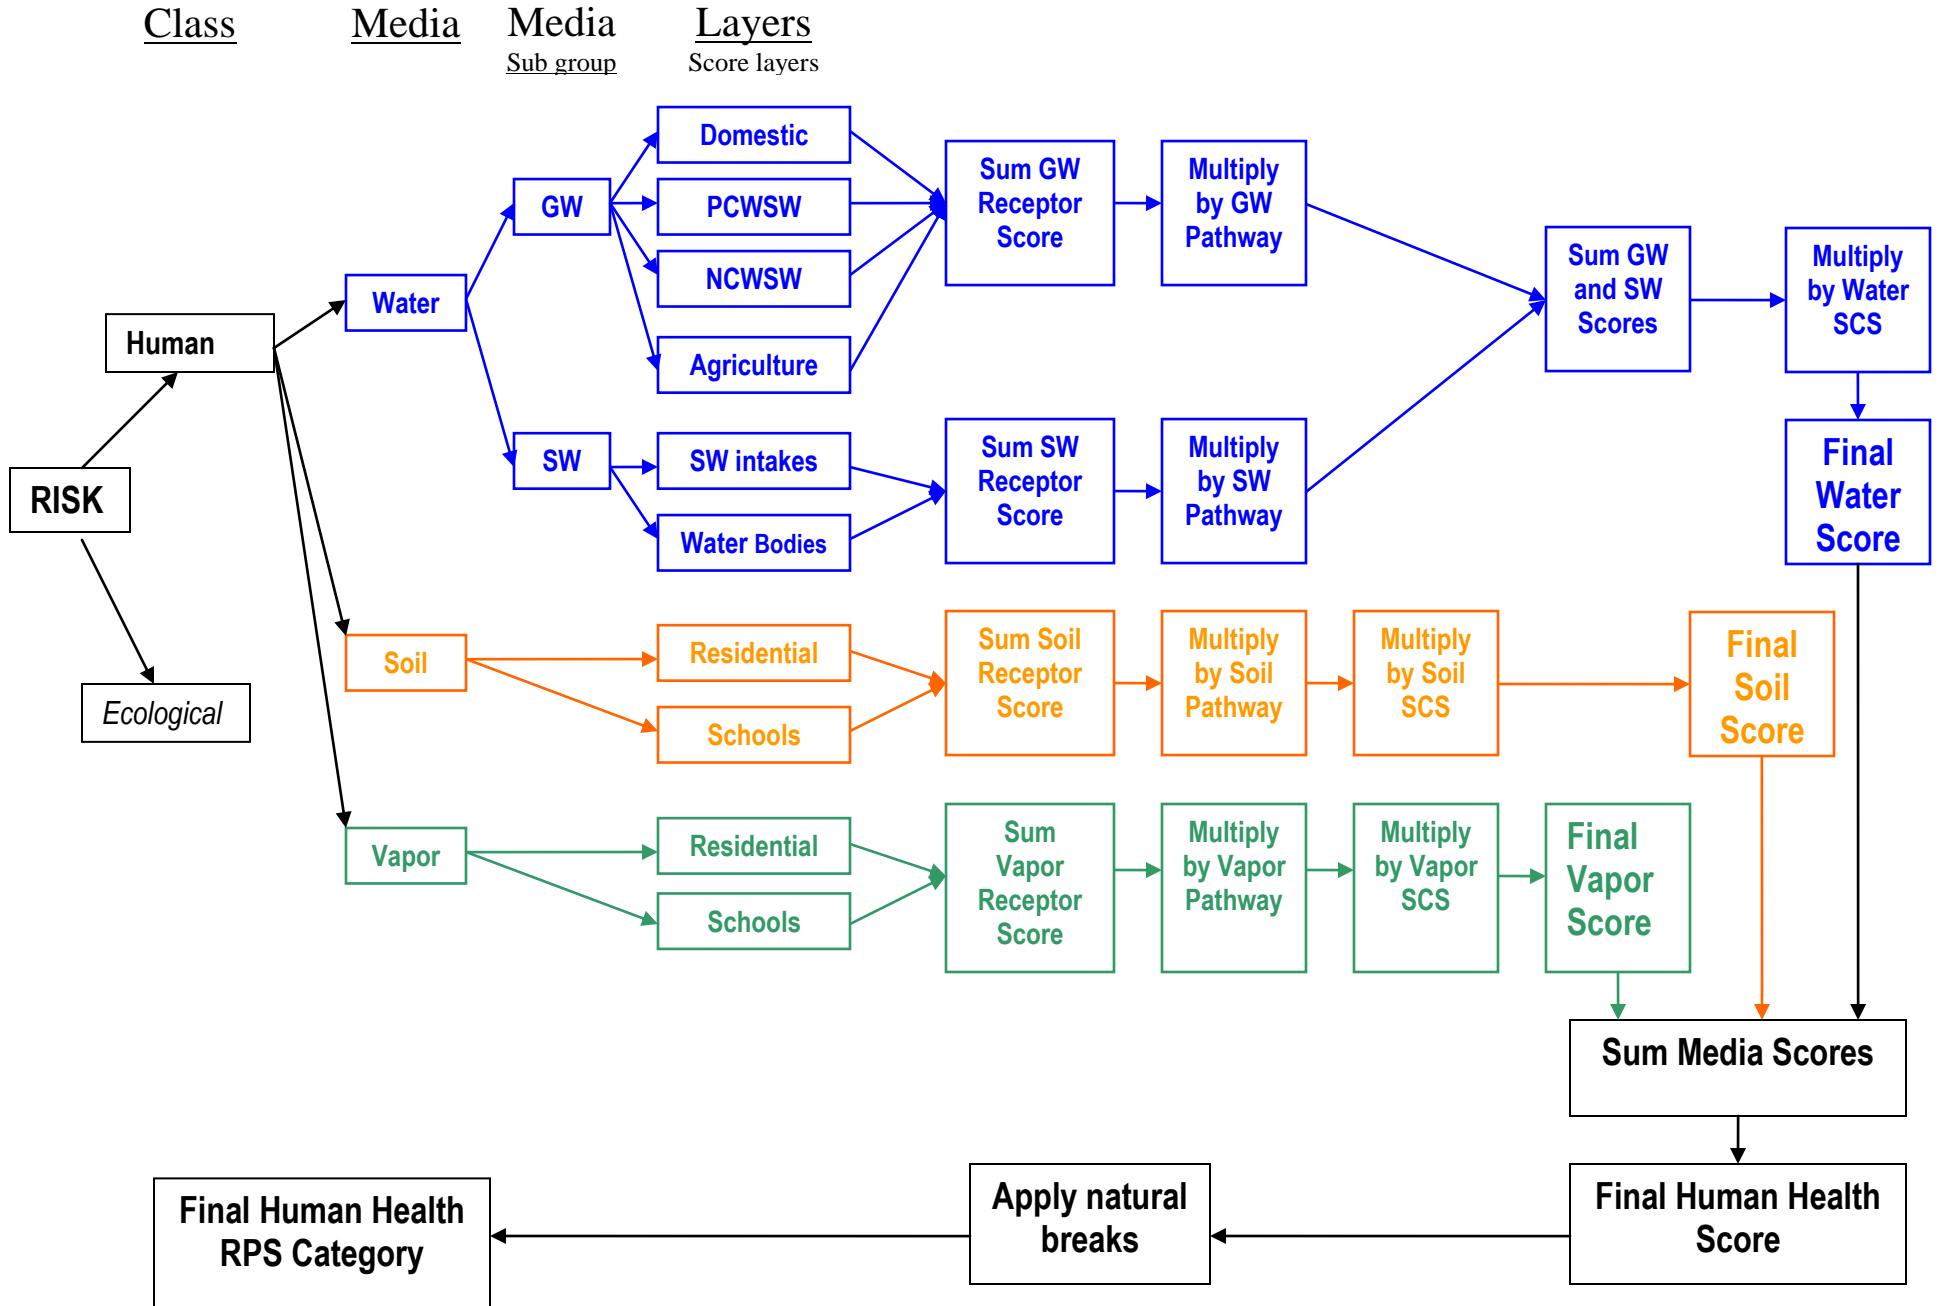 Class
Media
Media
Sub group
Layers
Score layers
RISK
Human
Ecological
Water
GW
SW
Domestic
PCWSW
NCWSW
Agriculture
SW intakes
Water Bodies
Sum GW
Receptor
Score
Multiply
by GW
Pathway
Sum SW
Receptor
Score
Multiply
by SW
Pathway
Sum GW
and SW
Scores
Multiply
by Water
SCS
Final
Water
Score
Soil
Residential
Schools
Sum Soil
Receptor
Score
Multiply
by Soil
Pathway
Multiply
by Soil
SCS
Final
Soil
Score
Vapor
Residential
Schools
Sum
Vapor
Receptor
Score
Multiply
by Vapor
Pathway
Multiply
by Vapor
SCS
Final
Vapor
Score
Sum Media Scores
Final Human Health
Score
Apply natural
breaks
Final Human Health
RPS Category